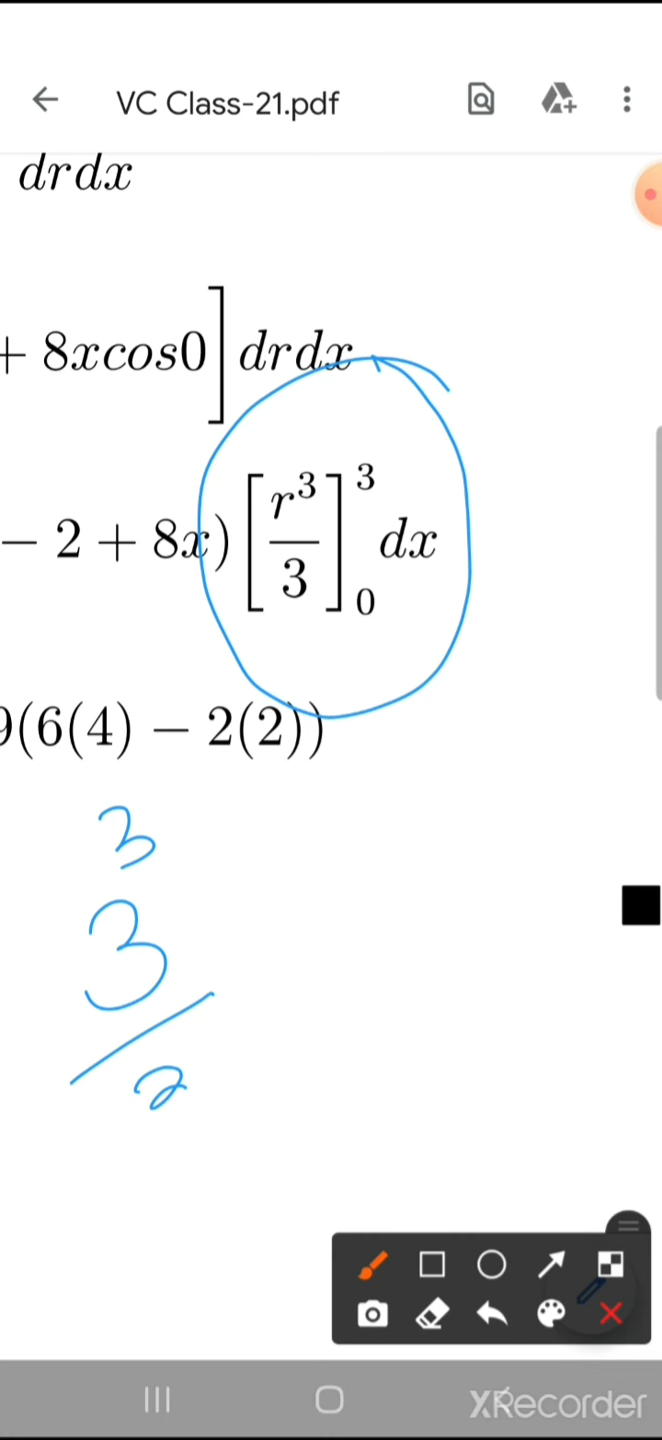 VC Class-21.pdf
drdx
+ 8xcos0] drdx
− 2 + 8x) [r³/3]₀³ dx
9(6(4) − 2(2))
3
3/2
XRecorder